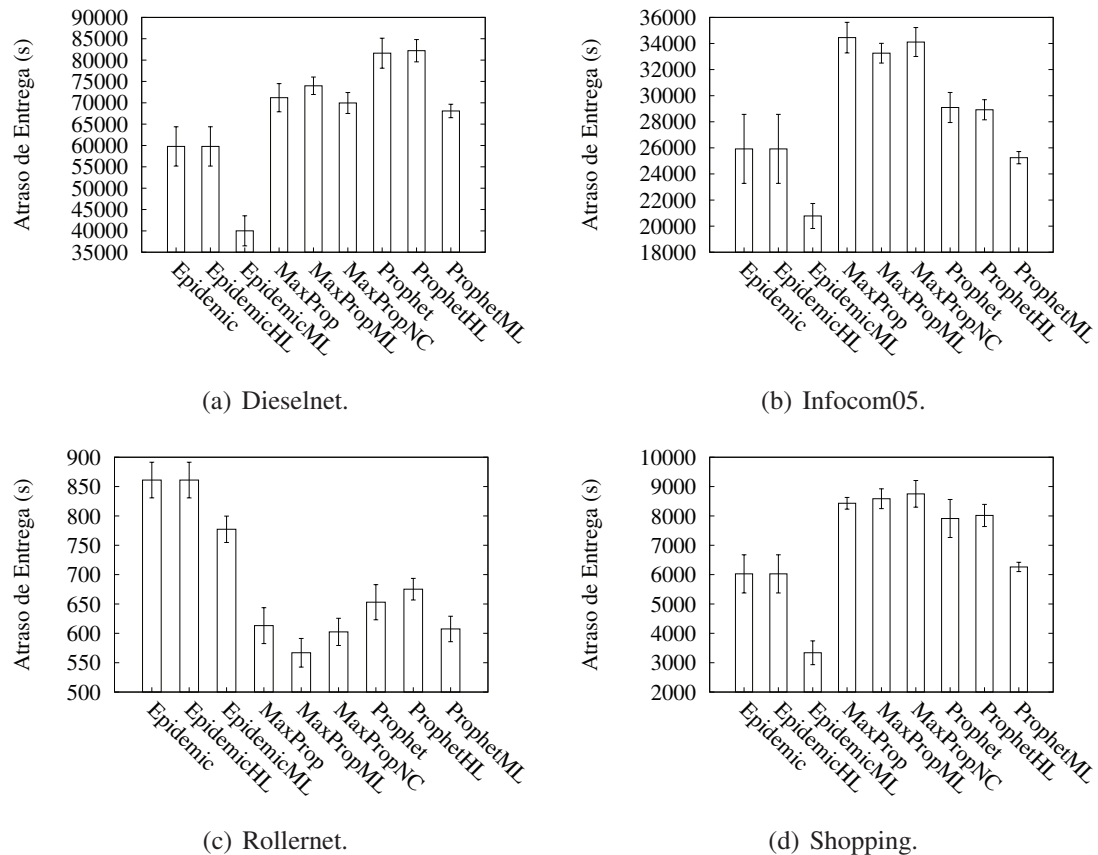 Atraso de Entrega (s)
90000
85000
80000
75000
70000
65000
60000
55000
50000
45000
40000
35000
Epidemic
EpidemicHL
EpidemicML
MaxProp
MaxPropML
MaxPropNC
Prophet
ProphetHL
ProphetML
(a) Dieselnet.
Atraso de Entrega (s)
36000
34000
32000
30000
28000
26000
24000
22000
20000
18000
Epidemic
EpidemicHL
EpidemicML
MaxProp
MaxPropML
MaxPropNC
Prophet
ProphetHL
ProphetML
(b) Infocom05.
Atraso de Entrega (s)
900
850
800
750
700
650
600
550
500
Epidemic
EpidemicHL
EpidemicML
MaxProp
MaxPropML
MaxPropNC
Prophet
ProphetHL
ProphetML
(c) Rollernet.
Atraso de Entrega (s)
10000
9000
8000
7000
6000
5000
4000
3000
2000
Epidemic
EpidemicHL
EpidemicML
MaxProp
MaxPropML
MaxPropNC
Prophet
ProphetHL
ProphetML
(d) Shopping.